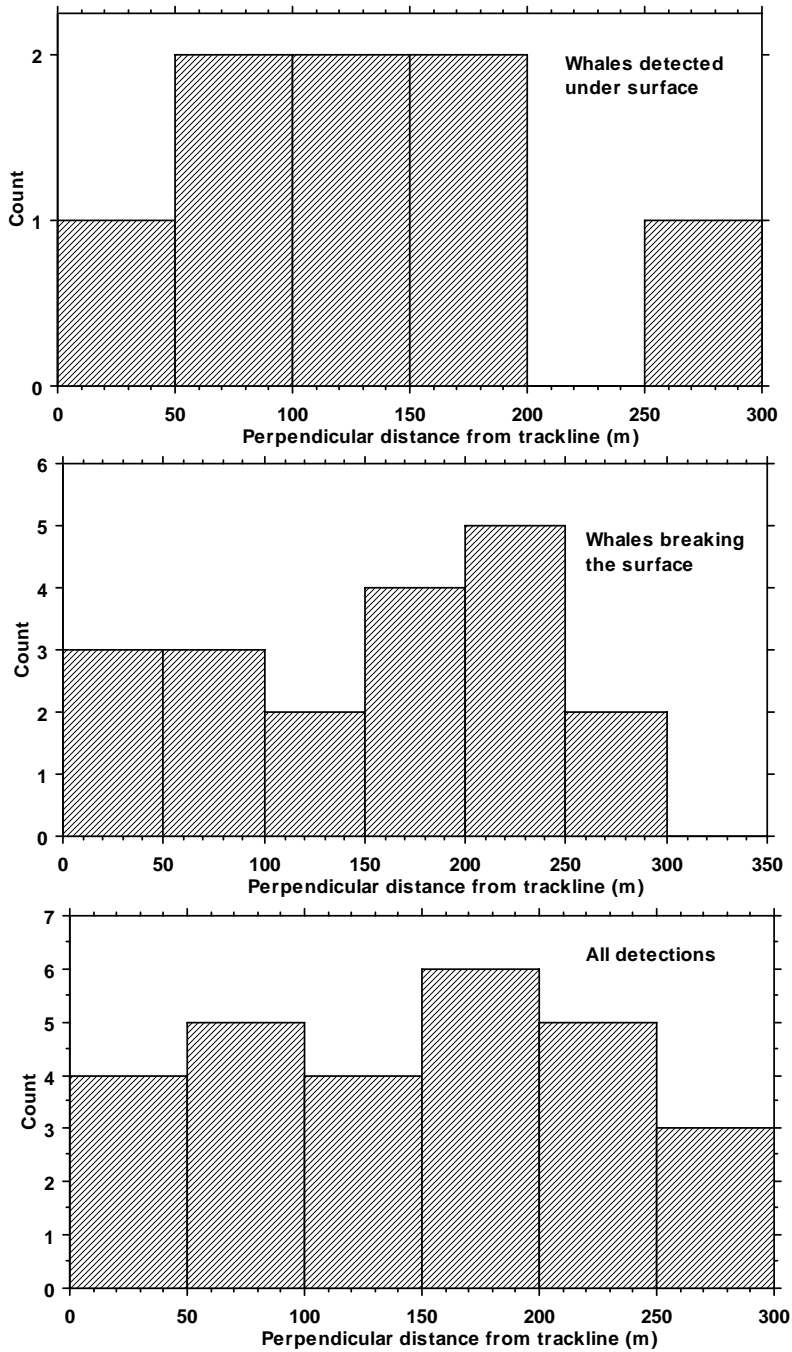 2
Whales detected
under surface
Count
1
0
0 50 100 150 200 250 300
Perpendicular distance from trackline (m)
6
5
Whales breaking
the surface
4
Count
3
2
1
0
0 50 100 150 200 250 300 350
Perpendicular distance from trackline (m)
7
All detections
6
5
4
Count
3
2
1
0
0 50 100 150 200 250 300
Perpendicular distance from trackline (m)